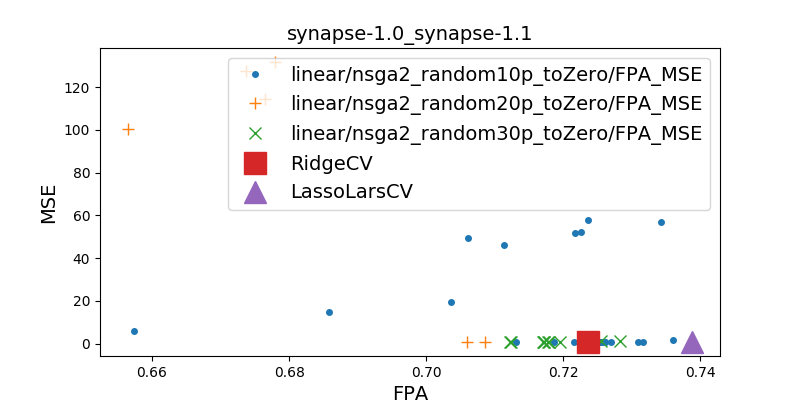 synapse-1.0_synapse-1.1
MSE
120
100
80
60
40
20
0
linear/nsga2_random10p_toZero/FPA_MSE
linear/nsga2_random20p_toZero/FPA_MSE
linear/nsga2_random30p_toZero/FPA_MSE
RidgeCV
LassoLarsCV
0.66 0.68 0.70 0.72 0.74
FPA